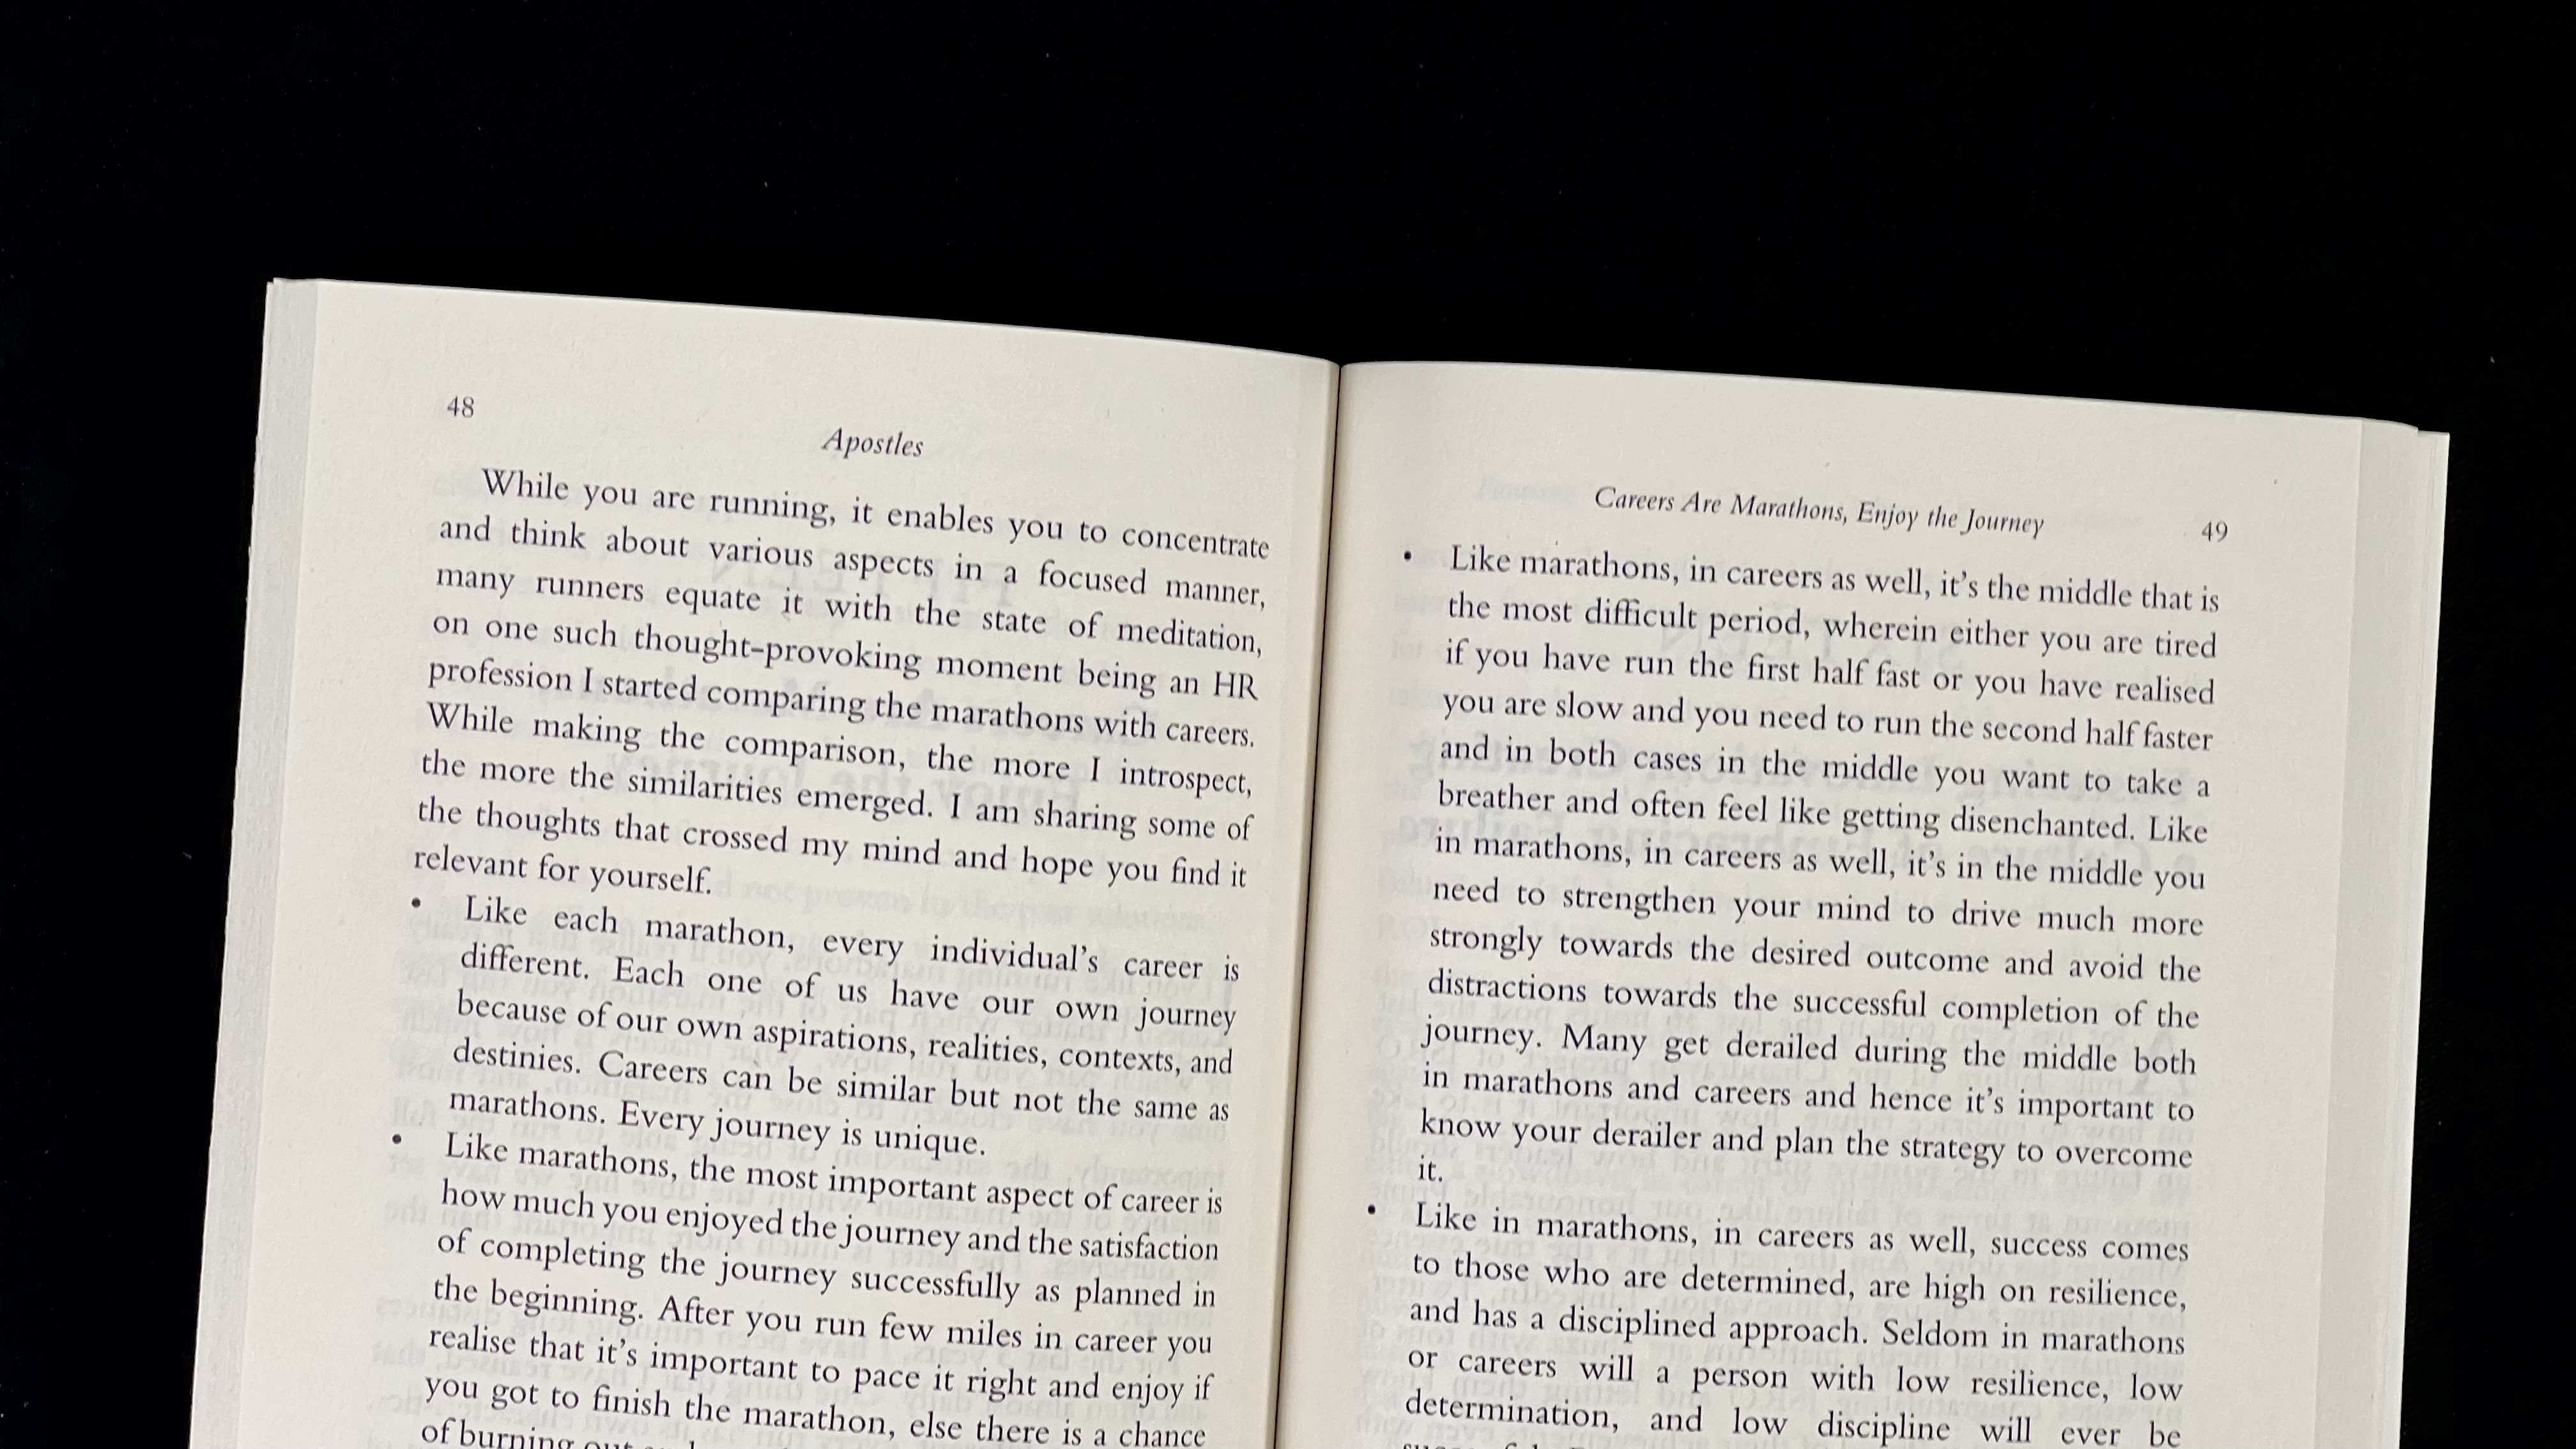 48
Apostles
While you are running, it enables you to concentrate
and think about various aspects in a focused manner,
many runners equate it with the state of meditation,
on one such thought-provoking moment being an HR
profession I started comparing the marathons with careers.
While making the comparison, the more I introspect,
the more the similarities emerged. I am sharing some of
the thoughts that crossed my mind and hope you find it
relevant for yourself.
• Like each marathon, every individual's career is
different. Each one of us have our own journey
because of our own aspirations, realities, contexts, and
destinies. Careers can be similar but not the same as
marathons. Every journey is unique.
• Like marathons, the most important aspect of career is
how much you enjoyed the journey and the satisfaction
of completing the journey successfully as planned in
the beginning. After you run few miles in career you
realise that it's important to pace it right and enjoy if
you got to finish the marathon, else there is a chance
of burning out
Careers Are Marathons, Enjoy the Journey
49
• Like marathons, in careers as well, it's the middle that is
the most difficult period, wherein either you are tired
if you have run the first half fast or you have realised
you are slow and you need to run the second half faster
and in both cases in the middle you want to take a
breather and often feel like getting disenchanted. Like
in marathons, in careers as well, it's in the middle you
need to strengthen your mind to drive much more
strongly towards the desired outcome and avoid the
distractions towards the successful completion of the
journey. Many get derailed during the middle both
in marathons and careers and hence it's important to
know your derailer and plan the strategy to overcome
it.
• Like in marathons, in careers as well, success comes
to those who are determined, are high on resilience,
and has a disciplined approach. Seldom in marathons
or careers will a person with low resilience, low
determination, and low discipline will ever be